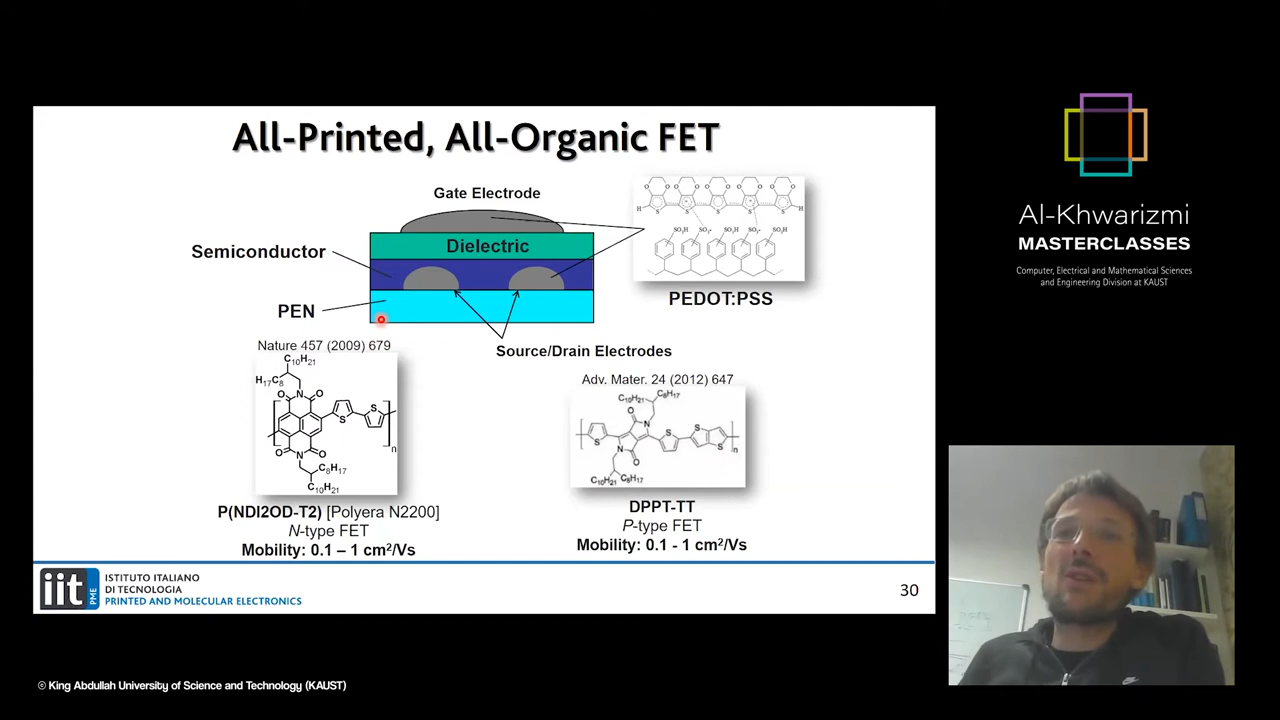 All-Printed, All-Organic FET
Gate Electrode
Semiconductor
Dielectric
PEN
PEDOT:PSS
Source/Drain Electrodes
Nature 457 (2009) 679
Adv. Mater. 24 (2012) 647
P(NDI2OD-T2) [Polyera N2200]
N-type FET
Mobility: 0.1 – 1 cm²/Vs
DPPT-TT
P-type FET
Mobility: 0.1 - 1 cm²/Vs
iit PME
ISTITUTO ITALIANO
DI TECNOLOGIA
PRINTED AND MOLECULAR ELECTRONICS
30
Al-Khwarizmi
MASTERCLASSES
Computer, Electrical and Mathematical Sciences
and Engineering Division at KAUST
© King Abdullah University of Science and Technology (KAUST)